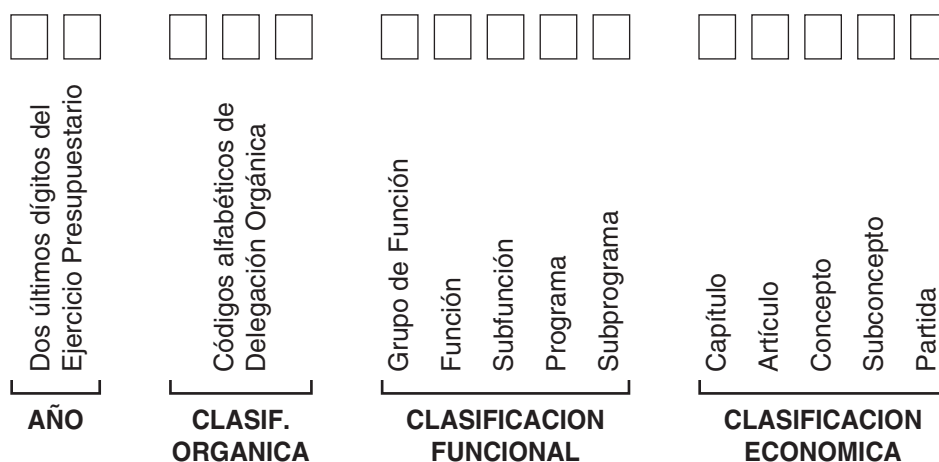 Dos últimos dígitos del
Ejercicio Presupuestario
Códigos alfabéticos de
Delegación Orgánica
Grupo de Función
Función
Subfunción
Programa
Subprograma
Capítulo
Artículo
Concepto
Subconcepto
Partida
AÑO
CLASIF.
ORGANICA
CLASIFICACION
FUNCIONAL
CLASIFICACION
ECONOMICA